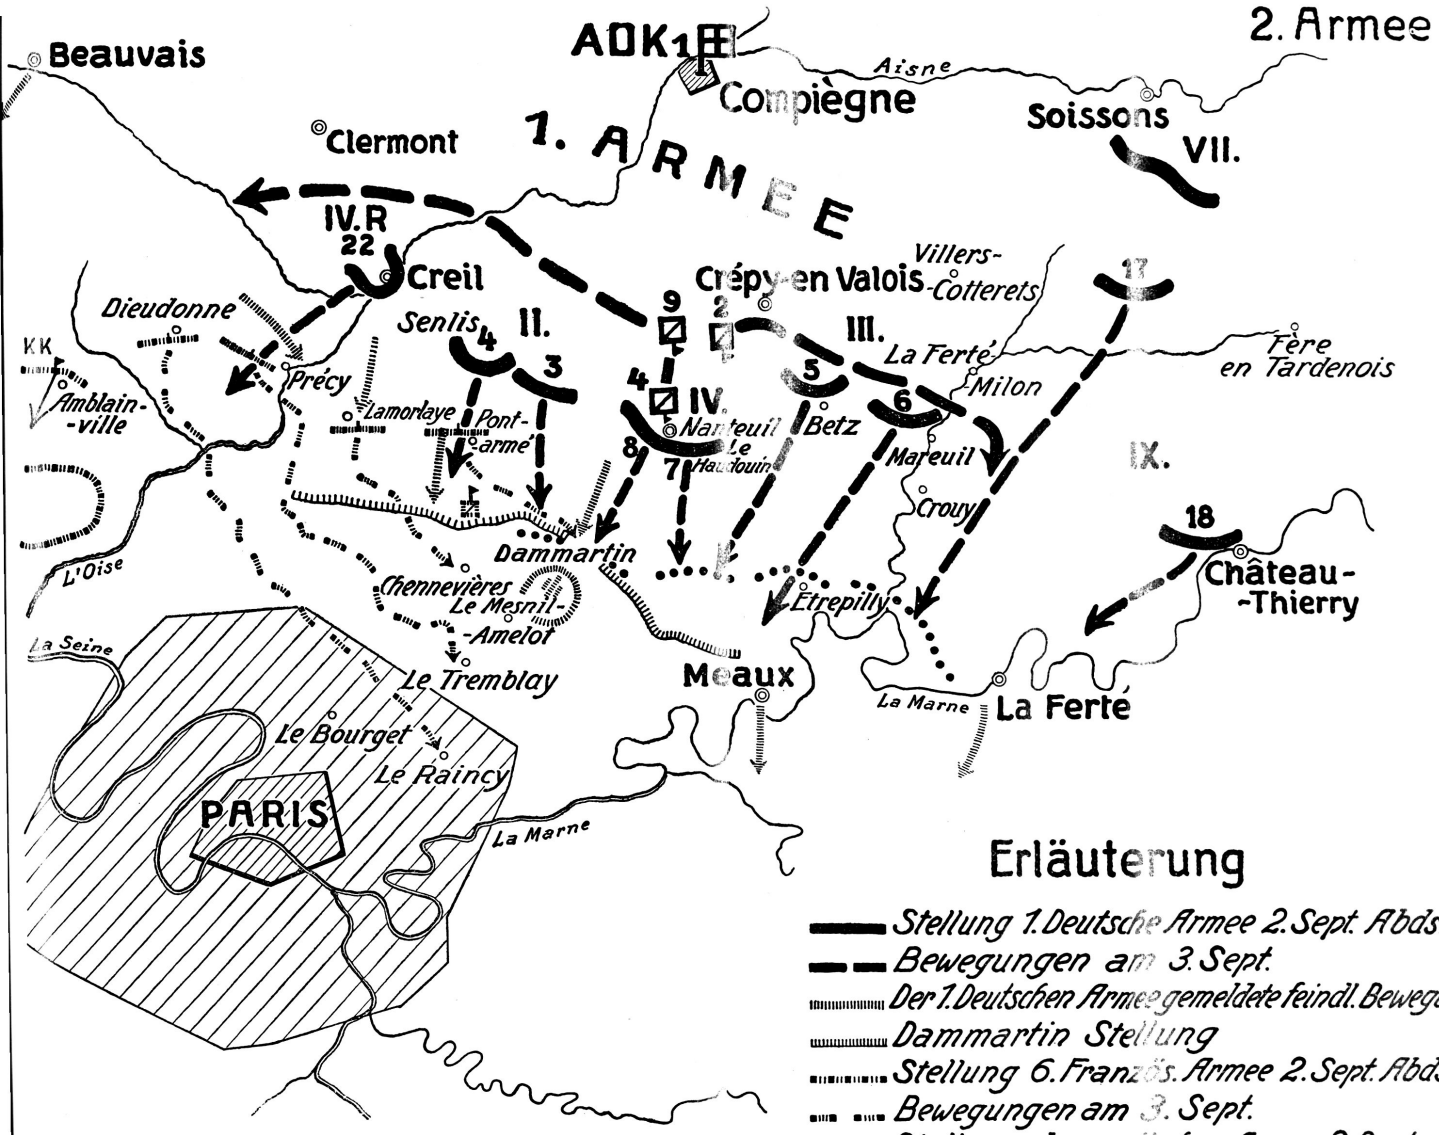 2. Armee
Beauvais
AOK1
Aisne
Compiègne
Soissons
VII.
Clermont
1. ARMEE
IV.R
22
Creil
Villers-
-Cotterets
17
Crépy-en Valois
Dieudonne
Senlis
4
II.
3
9
2
III.
La Ferté-
-Milon
Fère
en Tardenois
KK
Précy
Amblain-
-ville
Lamorlaye
Pont-
-armé
4
IV.
Nanteuil
Le
Haudouin
8
7
5
Betz
6
Mareuil
Crouy
IX.
18
Château-
-Thierry
L'Oise
Dammartin
Chennevières
Le Mesnil-
-Amelot
Etrepilly
La Seine
Le Tremblay
Meaux
La Marne
La Ferté
Le Bourget
Le Raincy
PARIS
La Marne
Erläuterung
Stellung 1.Deutsche Armee 2.Sept. Abds
Bewegungen am 3.Sept.
Der 1.Deutschen Armee gemeldete feindl. Beweg
Dammartin Stellung
Stellung 6.Französ. Armee 2.Sept. Abds
Bewegungen am 3. Sept.